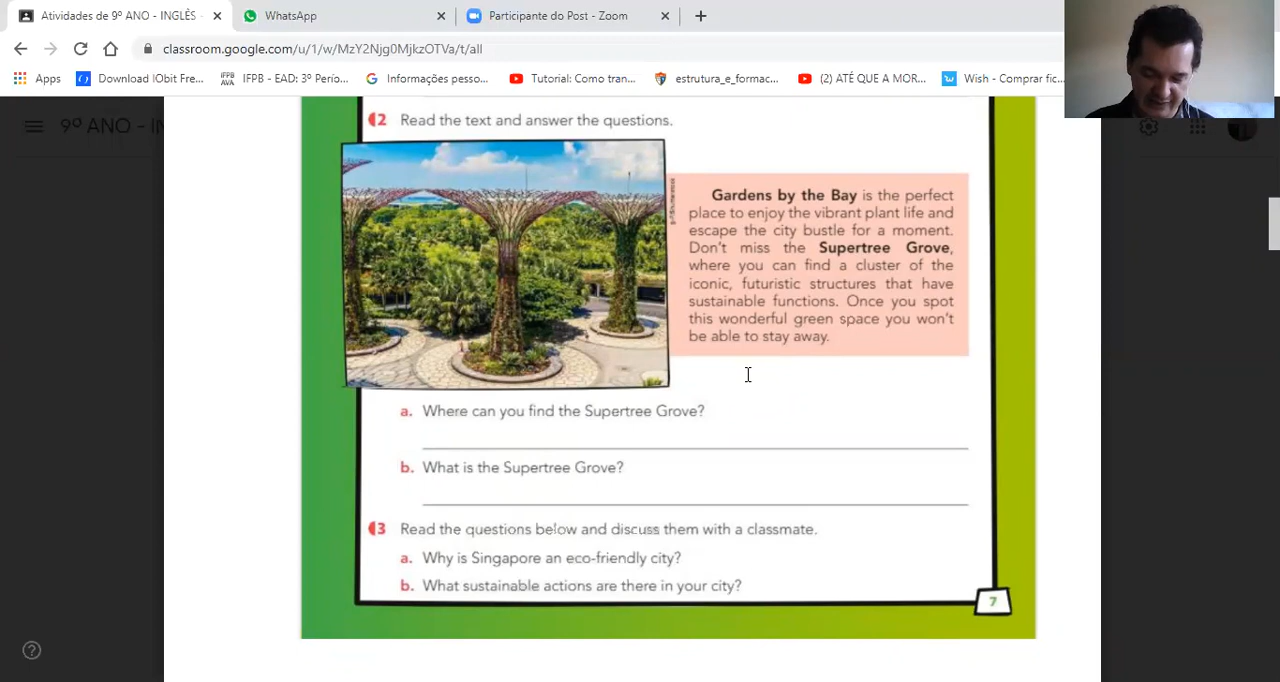 Atividades de 9º ANO - INGLÊS
WhatsApp
Participante do Post - Zoom
classroom.google.com/u/1/w/MzY2Njg0MjkzOTVa/t/all
Apps
Download IObit Fre...
IFPB AVA
IFPB - EAD: 3º Perío...
Informações pesso...
Tutorial: Como tran...
estrutura_e_formac...
(2) ATÉ QUE A MOR...
Wish - Comprar fic...
9º ANO - IN
2 Read the text and answer the questions.
Gardens by the Bay is the perfect
place to enjoy the vibrant plant life and
escape the city bustle for a moment.
Don't miss the Supertree Grove,
where you can find a cluster of the
iconic, futuristic structures that have
sustainable functions. Once you spot
this wonderful green space you won't
be able to stay away.
a. Where can you find the Supertree Grove?
b. What is the Supertree Grove?
3 Read the questions below and discuss them with a classmate.
a. Why is Singapore an eco-friendly city?
b. What sustainable actions are there in your city?
7